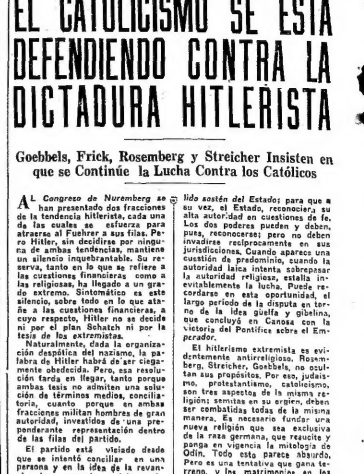 EL CATOLICISMO SE ESTA
DEFENDIENDO CONTRA LA
DICTADURA HITLERISTA
Goebbels, Frick, Rosemberg y Streicher Insisten en
que se Continúe la Lucha Contra los Católicos
AL Congreso de Nuremberg se
han presentado dos fracciones
de la tendencia hitlerista, cada una
de las cuales se esfuerza para
atraerse al Fuehrer a sus filas. Pe-
ro Hitler, sin decidirse por ningu-
na de ambas tendencias, mantiene
un silencio inquebrantable. Su re-
serva, tanto en lo que se refiere a
las cuestiones financieras como a
las religiosas, ha llegado a un gra-
do extremo. Sintomático es este
silencio, sobre todo en lo que ata-
ñe a las cuestiones financieras, a
cuyo respecto, Hitler no se decide
ni por el plan Schatch ni por la
tesis de los extremistas.
Naturalmente, dada la organiza-
ción despótica del nazismo, la pa-
labra de Hitler habrá de ser ciega-
mente obedecida. Pero, esa resolu-
ción tarda en llegar, tanto porque
ambas tesis no admiten una solu-
ción de términos medios, concilia-
toria, cuanto porque en ambas
fracciones militan hombres de gran
autoridad, investidos de una pre-
ponderante representación dentro
de las filas del partido.
El partido está viciado desde
que se intentó conciliar en una
persona y en la idea de la revan-
lido sostén del Estado; para que a
su vez, el Estado, reconociera su
alta autoridad en cuestiones de fe.
Los dos poderes pueden y deben,
pues, reconocerse; pero no deben
invadirse recíprocamente en sus
jurisdicciones. Cuando aparece una
cuestión de predominio, cuando la
autoridad laica intenta sobrepasar
la autoridad religiosa, estalla in-
evitablemente la lucha. Puede re-
cordarse en esta oportunidad, el
largo período de la disputa en tor-
no de la idea güelfa y gibelina,
que concluyó en Canosa con la
victoria del Pontífice sobre el Em-
perador.
El hitlerismo extremista es evi-
dentemente antirreligioso. Rosem-
berg, Streicher, Goebbels, no ocul-
tan sus propósitos. Por eso, judaís-
mo, protestantismo, catolicismo,
son tres aspectos de la misma re-
ligión; semitas en su origen, deben
ser combatidas todas de la misma
manera. Es necesario fundar una
nueva religión que sea exclusiva
de la raza germana, que resucite y
ponga en vigencia la mitología de
Odín. Todo esto parece absurdo.
Pero es una tentativa que gana te-
rreno, y los matrimonios en los